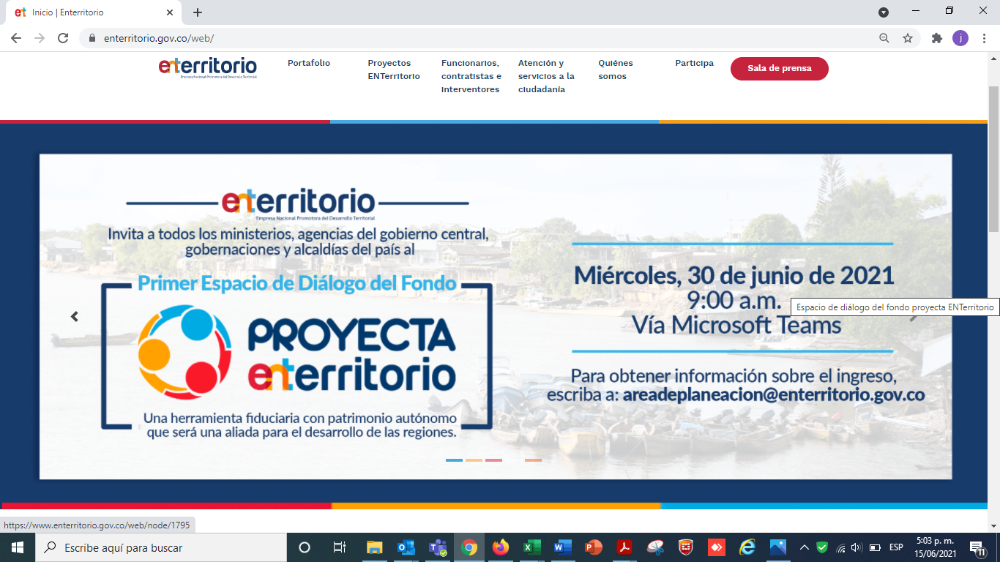 Inicio | Enterritorio
enterritorio.gov.co/web/
j
enterritorio
Empresa Nacional Promotora del Desarrollo Territorial
Portafolio
Proyectos
ENTerritorio
Funcionarios,
contratistas e
interventores
Atención y
servicios a la
ciudadanía
Quiénes
somos
Participa
Sala de prensa
enterritorio
Empresa Nacional Promotora del Desarrollo Territorial
Invita a todos los ministerios, agencias del gobierno central,
gobernaciones y alcaldías del país al
Primer Espacio de Diálogo del Fondo
PROYECTA
enterritorio
Una herramienta fiduciaria con patrimonio autónomo
que será una aliada para el desarrollo de las regiones.
Miércoles, 30 de junio de 2021
9:00 a.m.
Vía Microsoft Teams
Espacio de diálogo del fondo proyecta ENTerritorio
Para obtener información sobre el ingreso,
escriba a: areadeplaneacion@enterritorio.gov.co
https://www.enterritorio.gov.co/web/node/1795
Escribe aquí para buscar
ESP
5:03 p. m.
15/06/2021
11